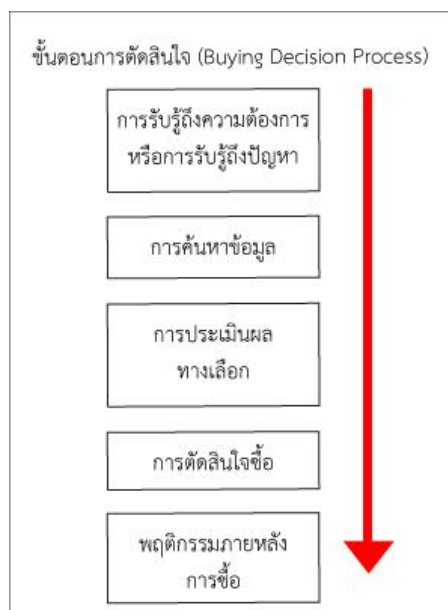 ขั้นตอนการตัดสินใจ (Buying Decision Process)
การรับรู้ถึงความต้องการ
หรือการรับรู้ถึงปัญหา
การค้นหาข้อมูล
การประเมินผล
ทางเลือก
การตัดสินใจซื้อ
พฤติกรรมภายหลัง
การซื้อ